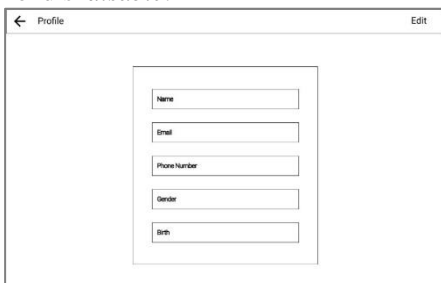 Profile Edit
Name
Email
Phone Number
Gender
Birth